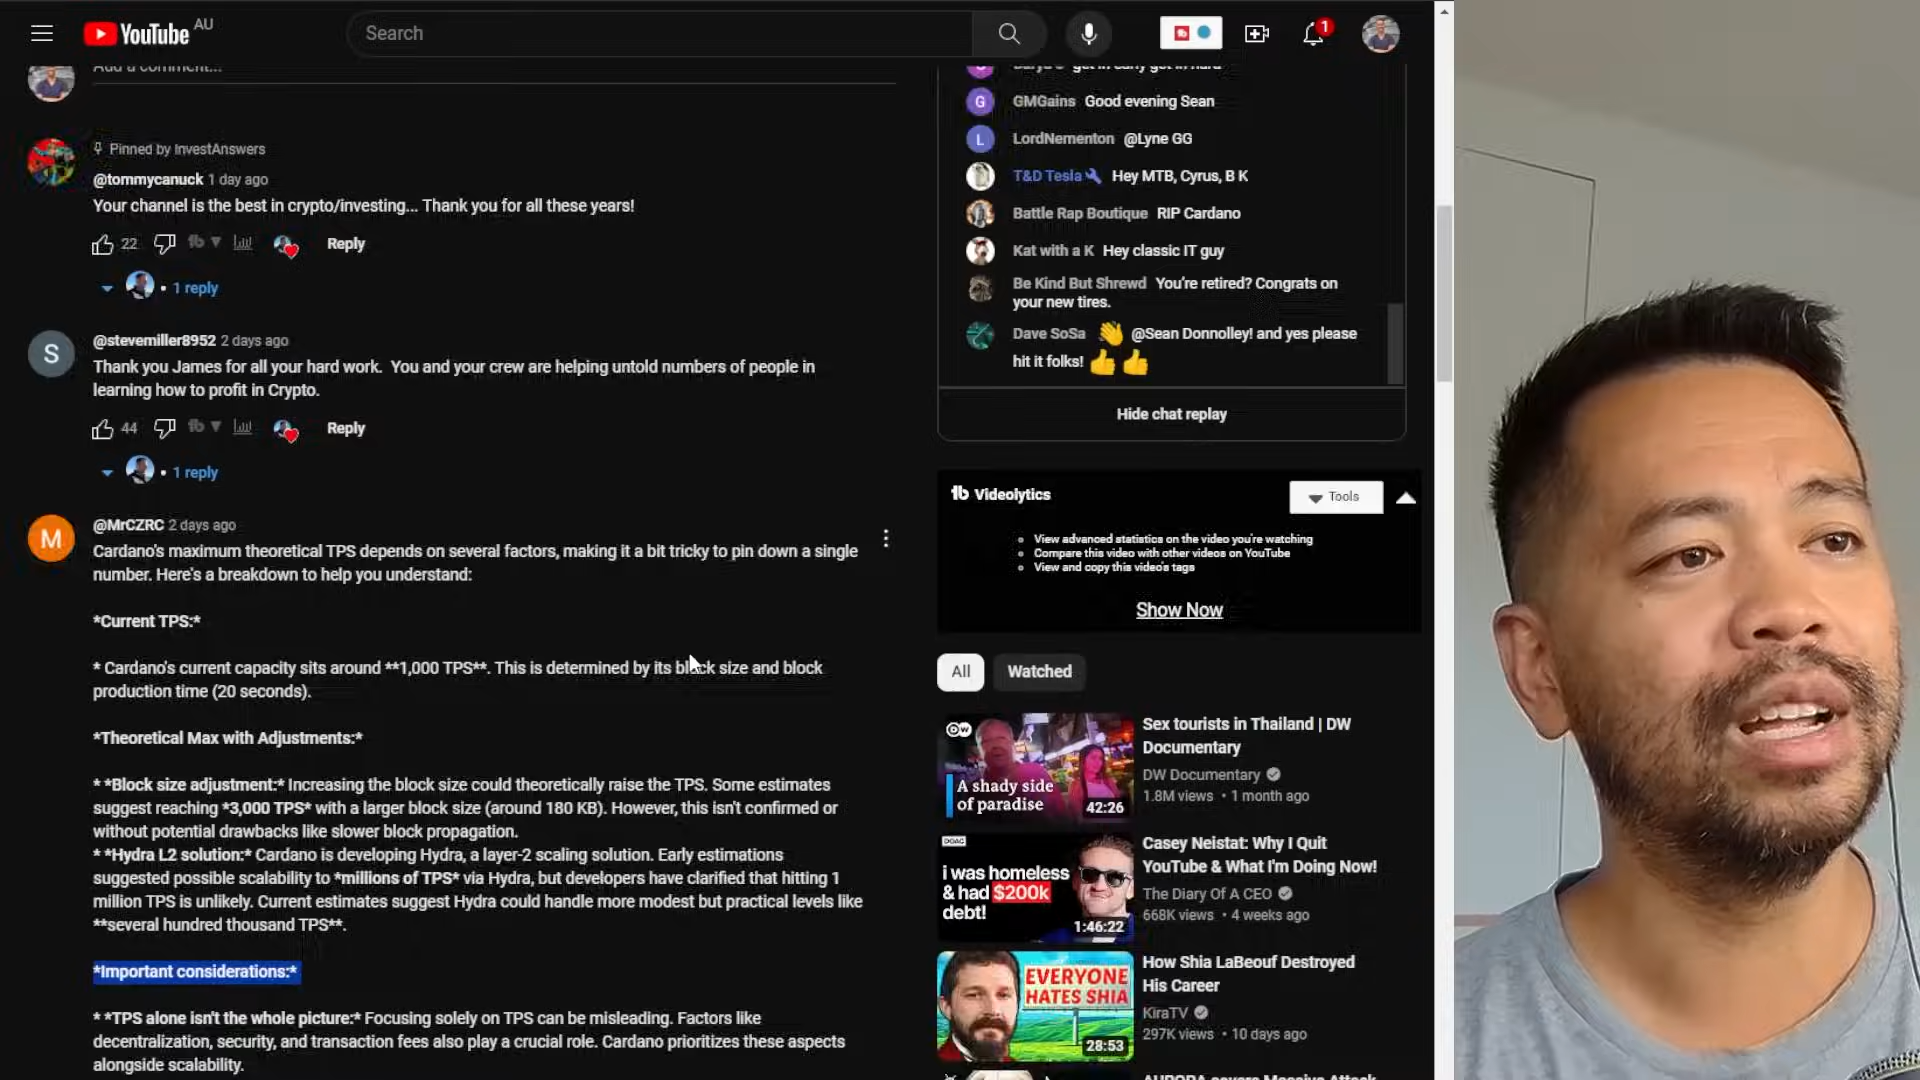 YouTube AU
Search
1
Add a comment...
Pinned by InvestAnswers
@tommycanuck 1 day ago
Your channel is the best in crypto/investing... Thank you for all these years!
22
Reply
1 reply
S
@stevemiller8952 2 days ago
Thank you James for all your hard work. You and your crew are helping untold numbers of people in
learning how to profit in Crypto.
44
Reply
1 reply
M
@MrCZRC 2 days ago
Cardano's maximum theoretical TPS depends on several factors, making it a bit tricky to pin down a single
number. Here's a breakdown to help you understand:
*Current TPS:*
* Cardano's current capacity sits around **1,000 TPS**. This is determined by its block size and block
production time (20 seconds).
*Theoretical Max with Adjustments:*
* *Block size adjustment:* Increasing the block size could theoretically raise the TPS. Some estimates
suggest reaching *3,000 TPS* with a larger block size (around 180 KB). However, this isn't confirmed or
without potential drawbacks like slower block propagation.
* *Hydra L2 solution:* Cardano is developing Hydra, a layer-2 scaling solution. Early estimations
suggested possible scalability to *millions of TPS* via Hydra, but developers have clarified that hitting 1
million TPS is unlikely. Current estimates suggest Hydra could handle more modest but practical levels like
**several hundred thousand TPS**.
*Important considerations:*
* *TPS alone isn't the whole picture:* Focusing solely on TPS can be misleading. Factors like
decentralization, security, and transaction fees also play a crucial role. Cardano prioritizes these aspects
alongside scalability.
get in early get in hard
G
GMGains Good evening Sean
L
LordNementon @Lyne GG
T&D Tesla Hey MTB, Cyrus, B K
Battle Rap Boutique RIP Cardano
Kat with a K Hey classic IT guy
Be Kind But Shrewd You're retired? Congrats on
your new tires.
Dave SoSa @Sean Donnolley! and yes please
hit it folks!
Hide chat replay
tb Videolytics
Tools
View advanced statistics on the video you're watching
Compare this video with other videos on YouTube
View and copy this video's tags
Show Now
All
Watched
DW
A shady side
of paradise
42:26
Sex tourists in Thailand | DW
Documentary
DW Documentary
1.8M views • 1 month ago
DOAC
i was homeless
& had $200k
debt!
1:46:22
Casey Neistat: Why I Quit
YouTube & What I'm Doing Now!
The Diary Of A CEO
668K views • 4 weeks ago
EVERYONE
HATES SHIA
28:53
How Shia LaBeouf Destroyed
His Career
KiraTV
297K views • 10 days ago